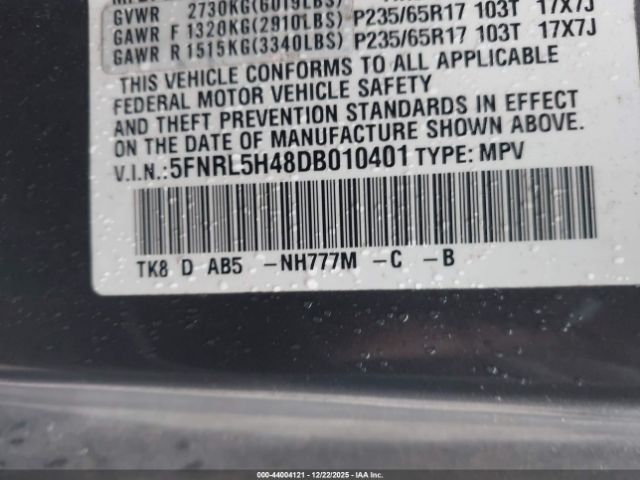 GVWR 2730KG(6019LBS)
GAWR F 1320KG(2910LBS) P235/65R17 103T 17X7J
GAWR R 1515KG(3340LBS) P235/65R17 103T 17X7J
THIS VEHICLE CONFORMS TO ALL APPLICABLE
FEDERAL MOTOR VEHICLE SAFETY
AND THEFT PREVENTION STANDARDS IN EFFECT
ON THE DATE OF MANUFACTURE SHOWN ABOVE.
V.I.N.:5FNRL5H48DB010401 TYPE: MPV
TK8 D AB5 -NH777M -C -B
000-44004121 - 12/22/2025 - IAAI.COM